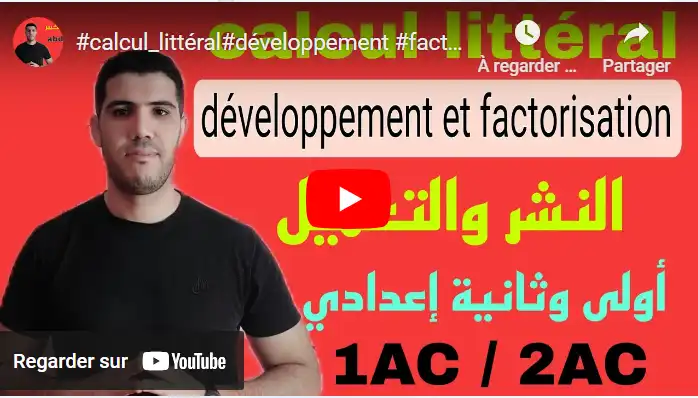 #calcul_littéral#développement #fact...
calcul littéral
À regarder ... Partager
développement et factorisation
النشر والتعميل
أولى وثانية إعدادي
1AC / 2AC
Regarder sur YouTube